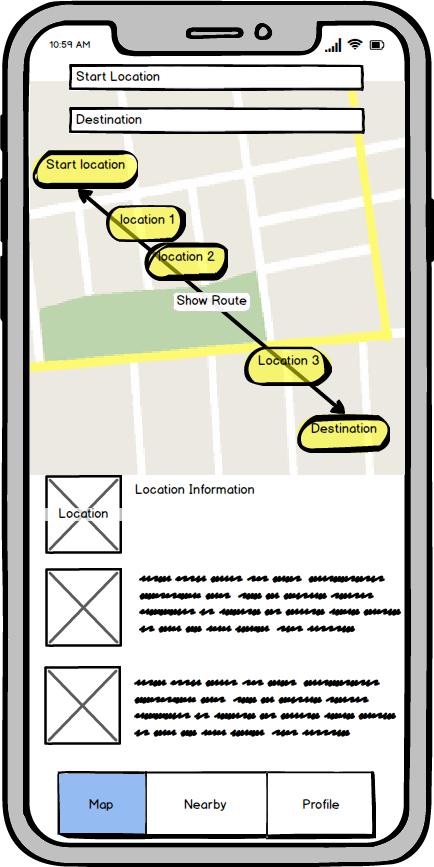 10:59 AM
Start Location
Destination
Start location
location 1
location 2
Show Route
Location 3
Destination
Location Information
Location
Map
Nearby
Profile